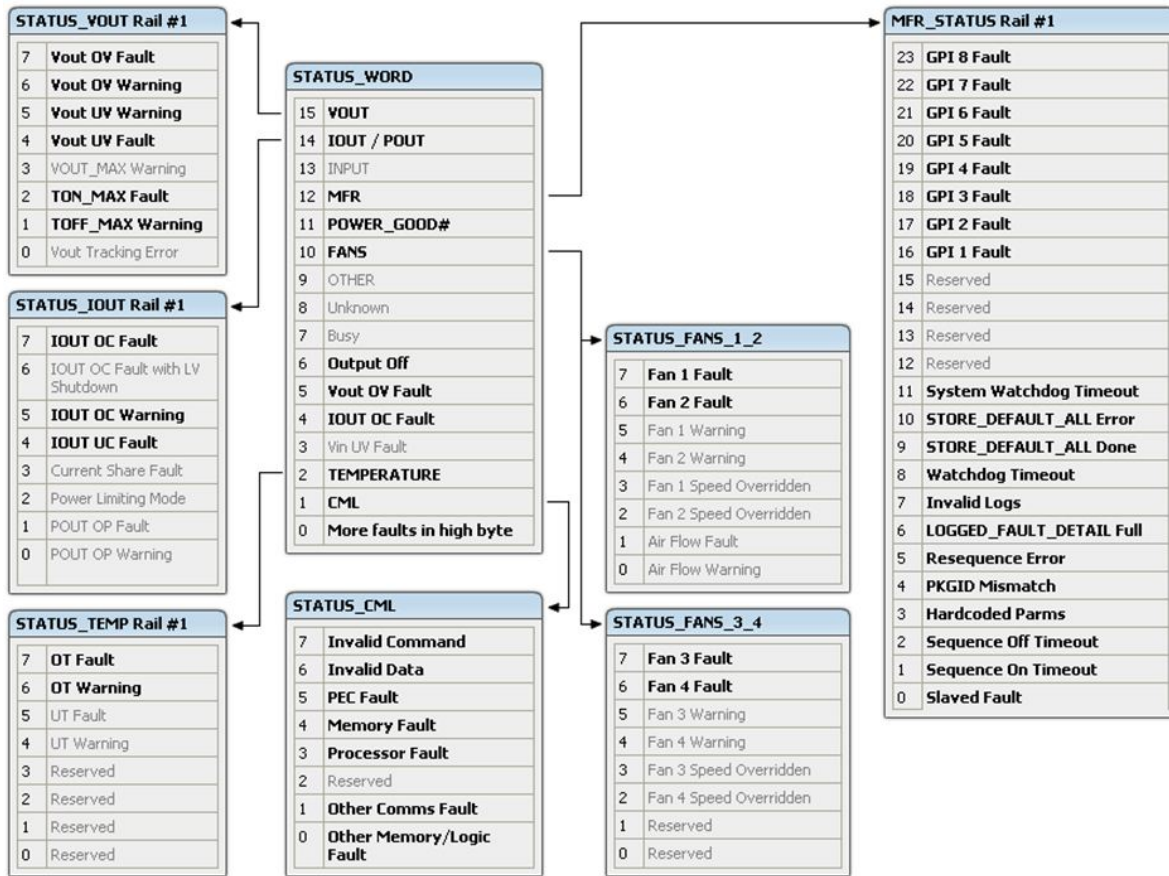 STATUS_VOUT Rail #1
7 Vout OV Fault
6 Vout OV Warning
5 Vout UV Warning
4 Vout UV Fault
3 VOUT_MAX Warning
2 TON_MAX Fault
1 TOFF_MAX Warning
0 Vout Tracking Error
STATUS_IOUT Rail #1
7 IOUT OC Fault
6 IOUT OC Fault with LV
Shutdown
5 IOUT OC Warning
4 IOUT UC Fault
3 Current Share Fault
2 Power Limiting Mode
1 POUT OP Fault
0 POUT OP Warning
STATUS_TEMP Rail #1
7 OT Fault
6 OT Warning
5 UT Fault
4 UT Warning
3 Reserved
2 Reserved
1 Reserved
0 Reserved
STATUS_WORD
15 VOUT
14 IOUT / POUT
13 INPUT
12 MFR
11 POWER_GOOD#
10 FANS
9 OTHER
8 Unknown
7 Busy
6 Output Off
5 Vout OV Fault
4 IOUT OC Fault
3 Vin UV Fault
2 TEMPERATURE
1 CML
0 More faults in high byte
STATUS_CML
7 Invalid Command
6 Invalid Data
5 PEC Fault
4 Memory Fault
3 Processor Fault
2 Reserved
1 Other Comms Fault
0 Other Memory/Logic
Fault
STATUS_FANS_1_2
7 Fan 1 Fault
6 Fan 2 Fault
5 Fan 1 Warning
4 Fan 2 Warning
3 Fan 1 Speed Overridden
2 Fan 2 Speed Overridden
1 Air Flow Fault
0 Air Flow Warning
STATUS_FANS_3_4
7 Fan 3 Fault
6 Fan 4 Fault
5 Fan 3 Warning
4 Fan 4 Warning
3 Fan 3 Speed Overridden
2 Fan 4 Speed Overridden
1 Reserved
0 Reserved
MFR_STATUS Rail #1
23 GPI 8 Fault
22 GPI 7 Fault
21 GPI 6 Fault
20 GPI 5 Fault
19 GPI 4 Fault
18 GPI 3 Fault
17 GPI 2 Fault
16 GPI 1 Fault
15 Reserved
14 Reserved
13 Reserved
12 Reserved
11 System Watchdog Timeout
10 STORE_DEFAULT_ALL Error
9 STORE_DEFAULT_ALL Done
8 Watchdog Timeout
7 Invalid Logs
6 LOGGED_FAULT_DETAIL Full
5 Resequence Error
4 PKGID Mismatch
3 Hardcoded Parms
2 Sequence Off Timeout
1 Sequence On Timeout
0 Slaved Fault